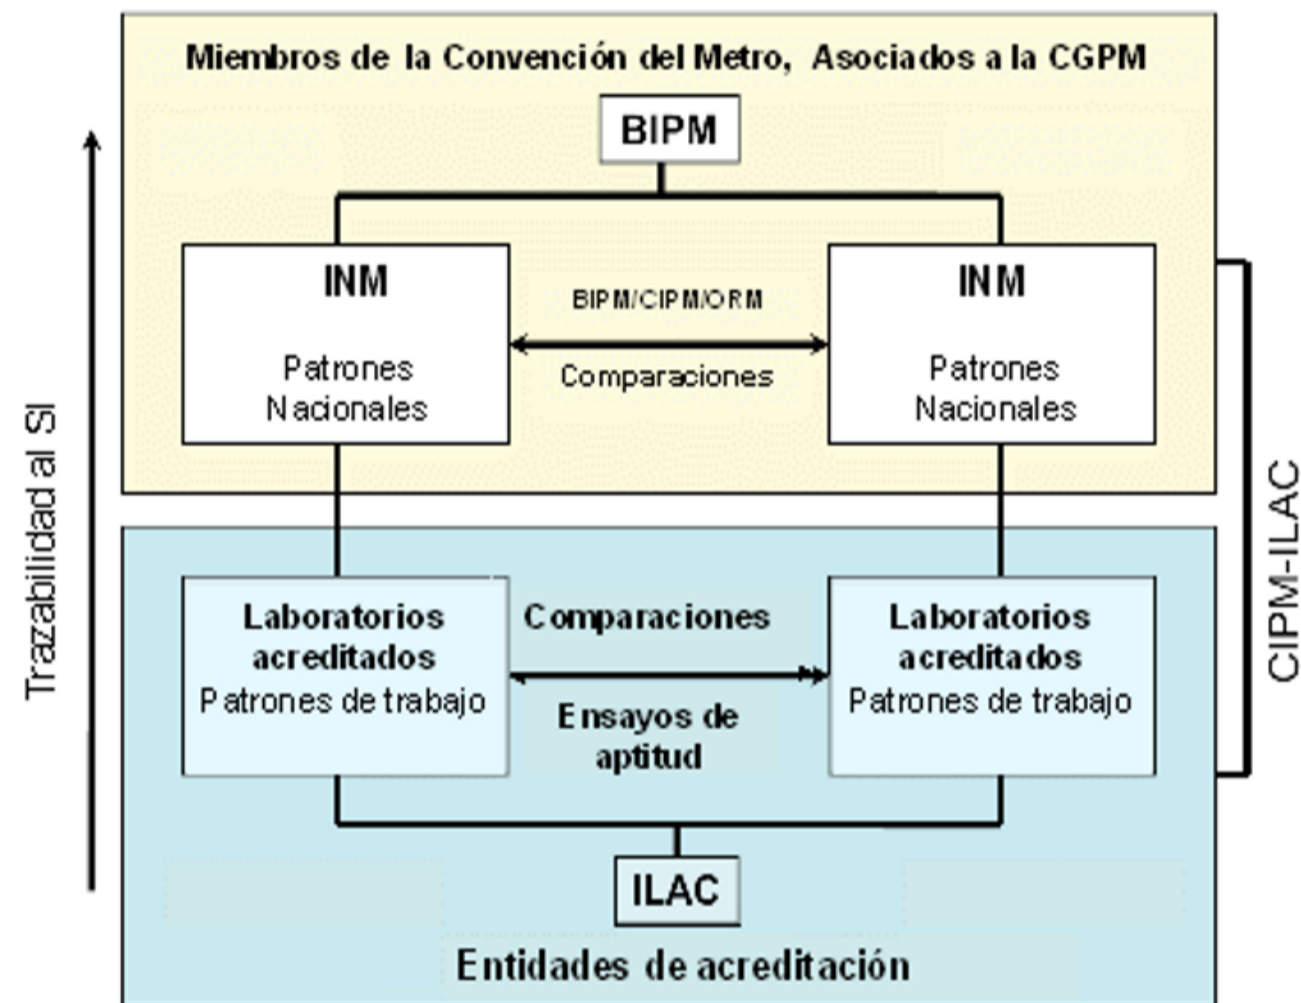 Miembros de la Convención del Metro, Asociados a la CGPM
BIPM
INM
Patrones
Nacionales
BIPM/CIPM/ORM
Comparaciones
INM
Patrones
Nacionales
Trazabilidad al SI
CIPM-ILAC
Laboratorios
acreditados
Patrones de trabajo
Comparaciones
Ensayos de
aptitud
Laboratorios
acreditados
Patrones de trabajo
ILAC
Entidades de acreditación